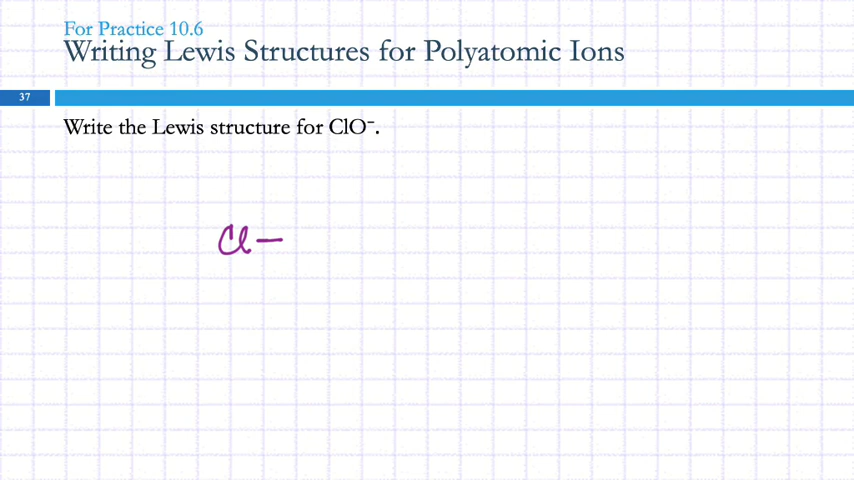 For Practice 10.6
Writing Lewis Structures for Polyatomic Ions
37
Write the Lewis structure for ClO⁻.
Cl —